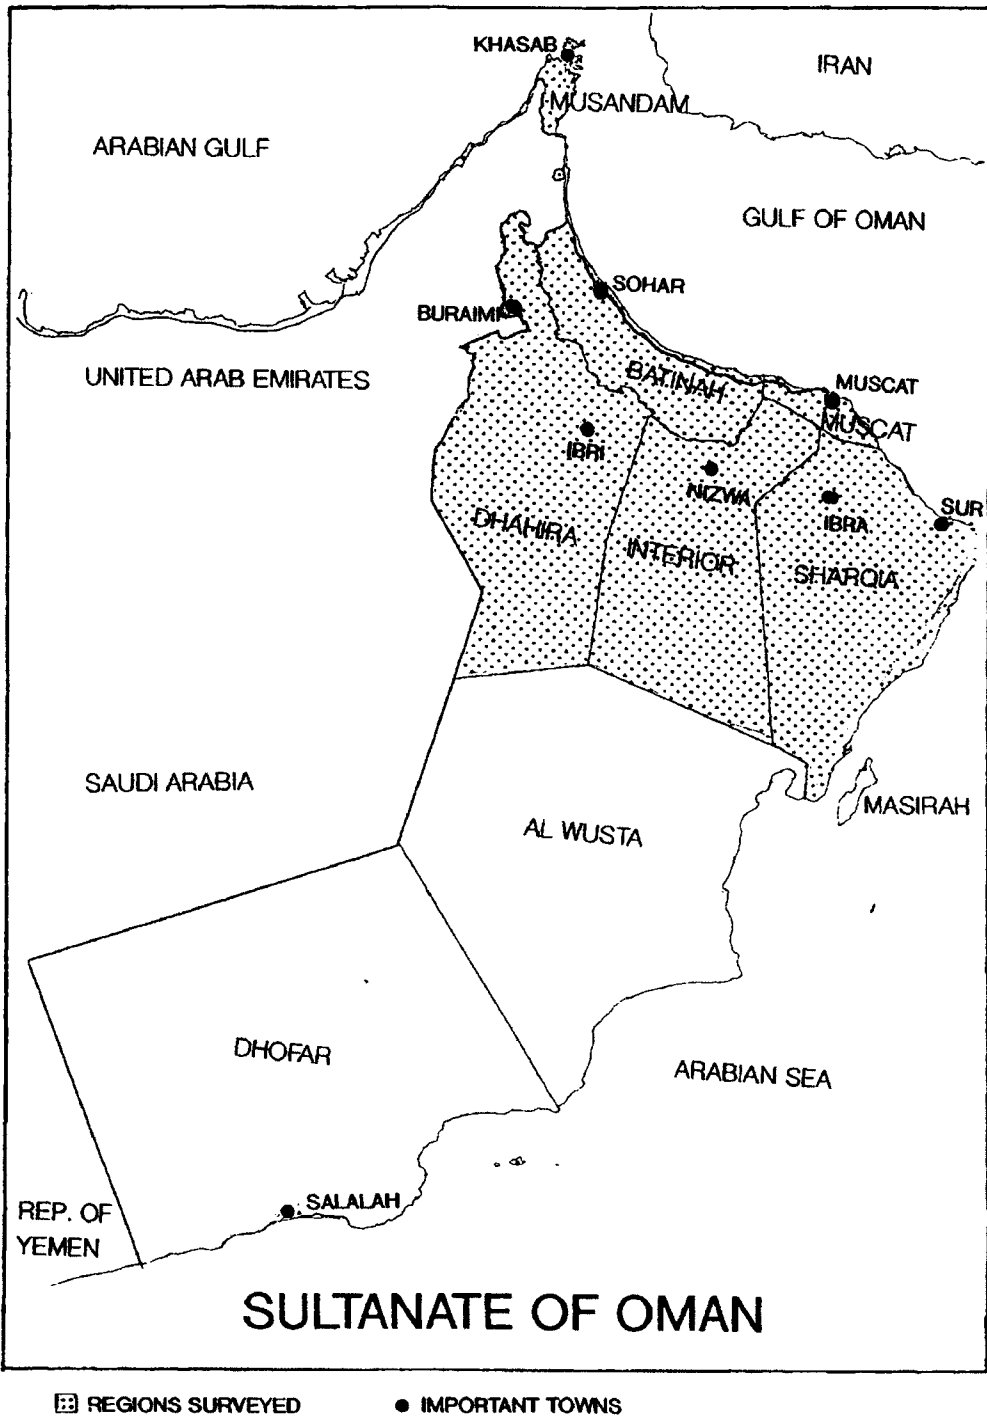 KHASAB
IRAN
MUSANDAM
ARABIAN GULF
GULF OF OMAN
SOHAR
BURAIMI
UNITED ARAB EMIRATES
BATINAH
MUSCAT
MUSCAT
IBRI
NIZWA
SUR
IBRA
DHAHIRA
INTERIOR
SHARQIA
SAUDI ARABIA
MASIRAH
AL WUSTA
DHOFAR
ARABIAN SEA
SALALAH
REP. OF
YEMEN
SULTANATE OF OMAN
REGIONS SURVEYED
IMPORTANT TOWNS